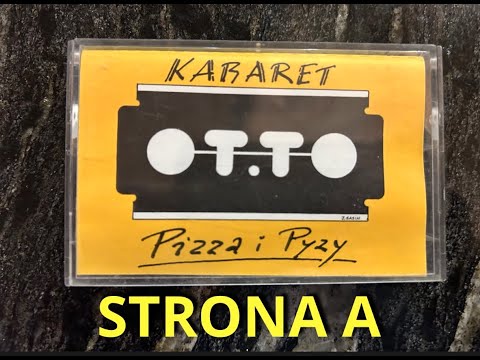 KABARET
OT.TO
Pizza i Pyzy
STRONA A